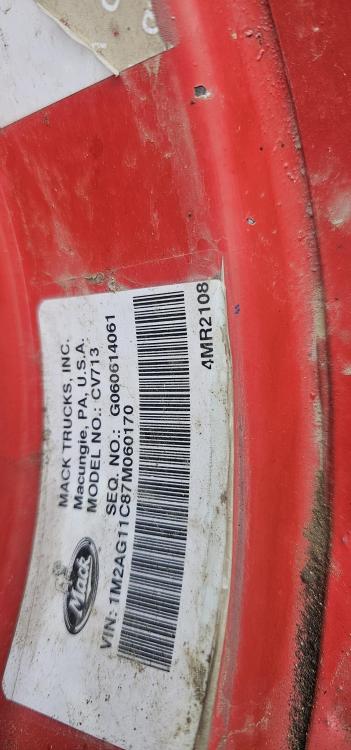 MACK TRUCKS, INC.
Macungie, PA, U.S.A.
MODEL NO.: CV713
SEQ. NO.: G060614061
Mack
VIN: 1M2AG11C87M060170
4MR2108